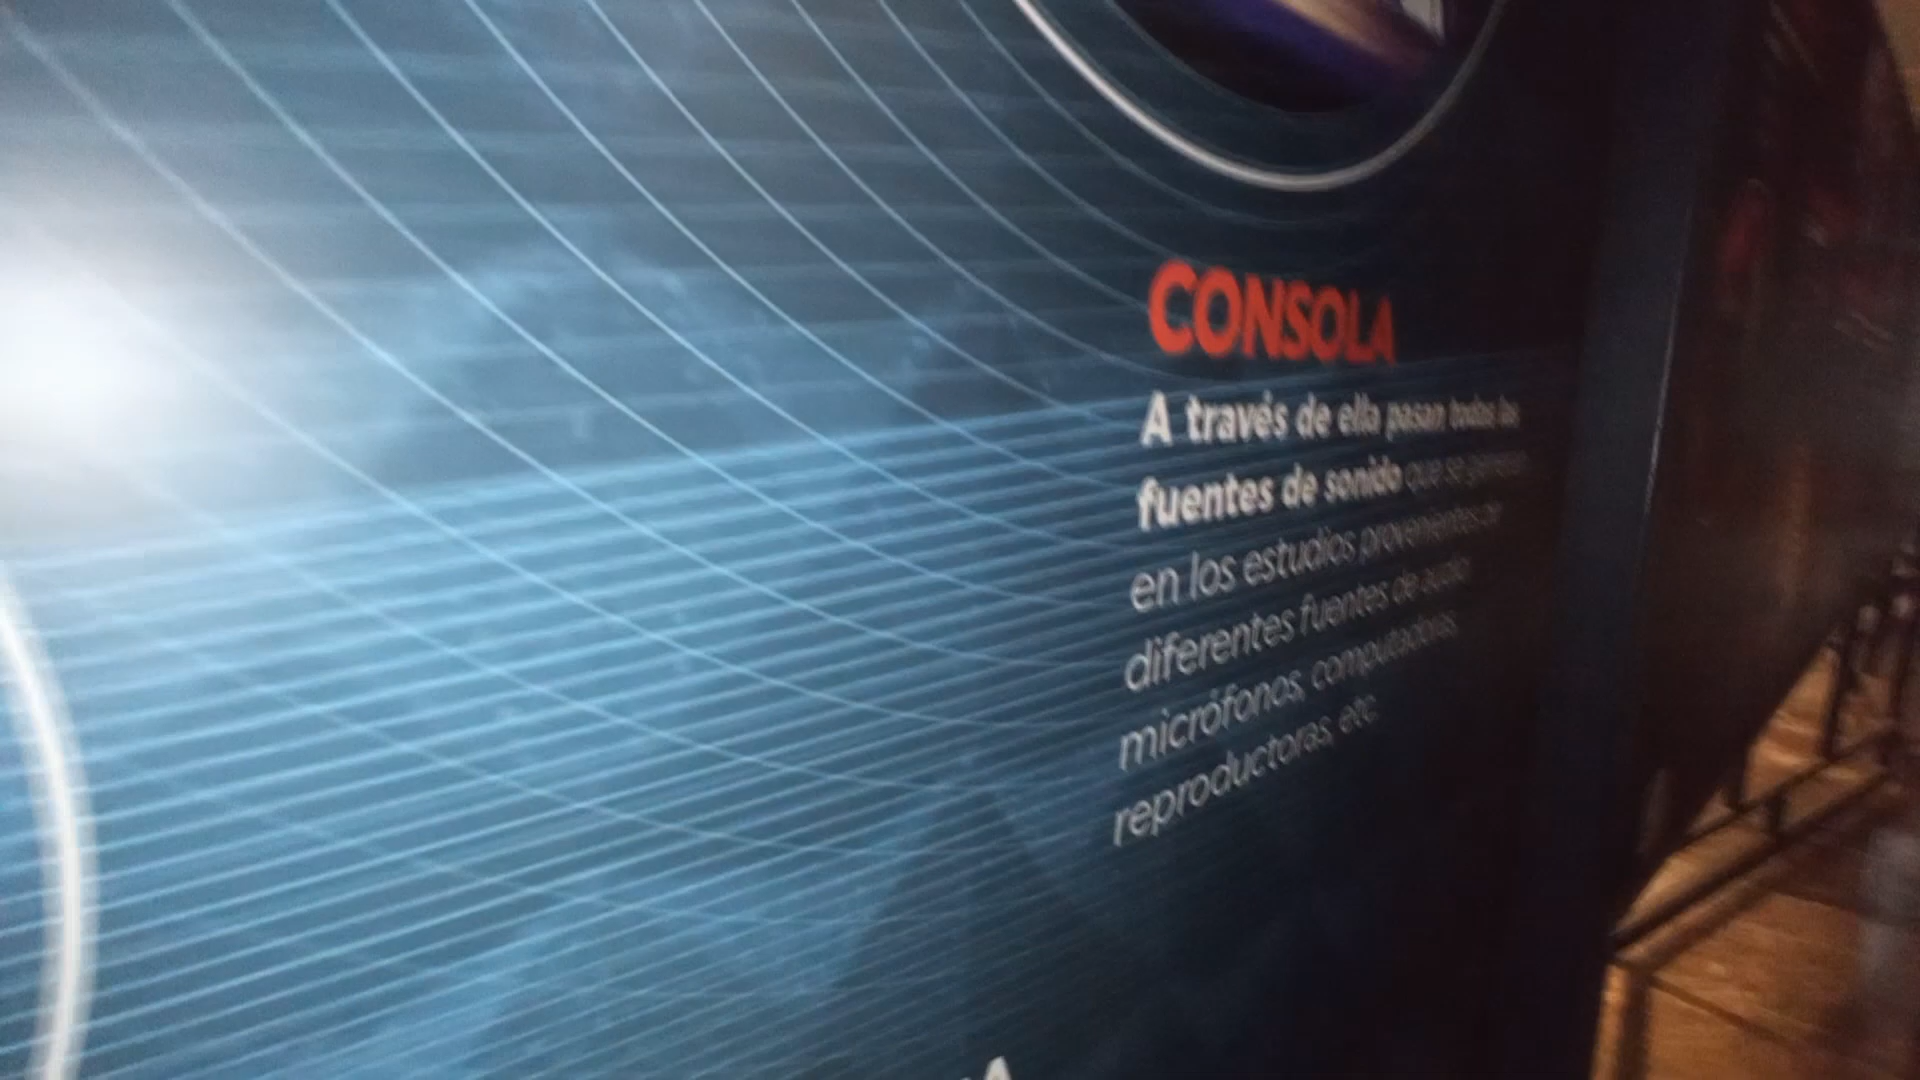 CONSOLA
A través de ella pasan todas las
fuentes de sonido que se generan
en los estudios provenientes de
diferentes fuentes de audio
micrófonos, computadoras,
reproductoras, etc.